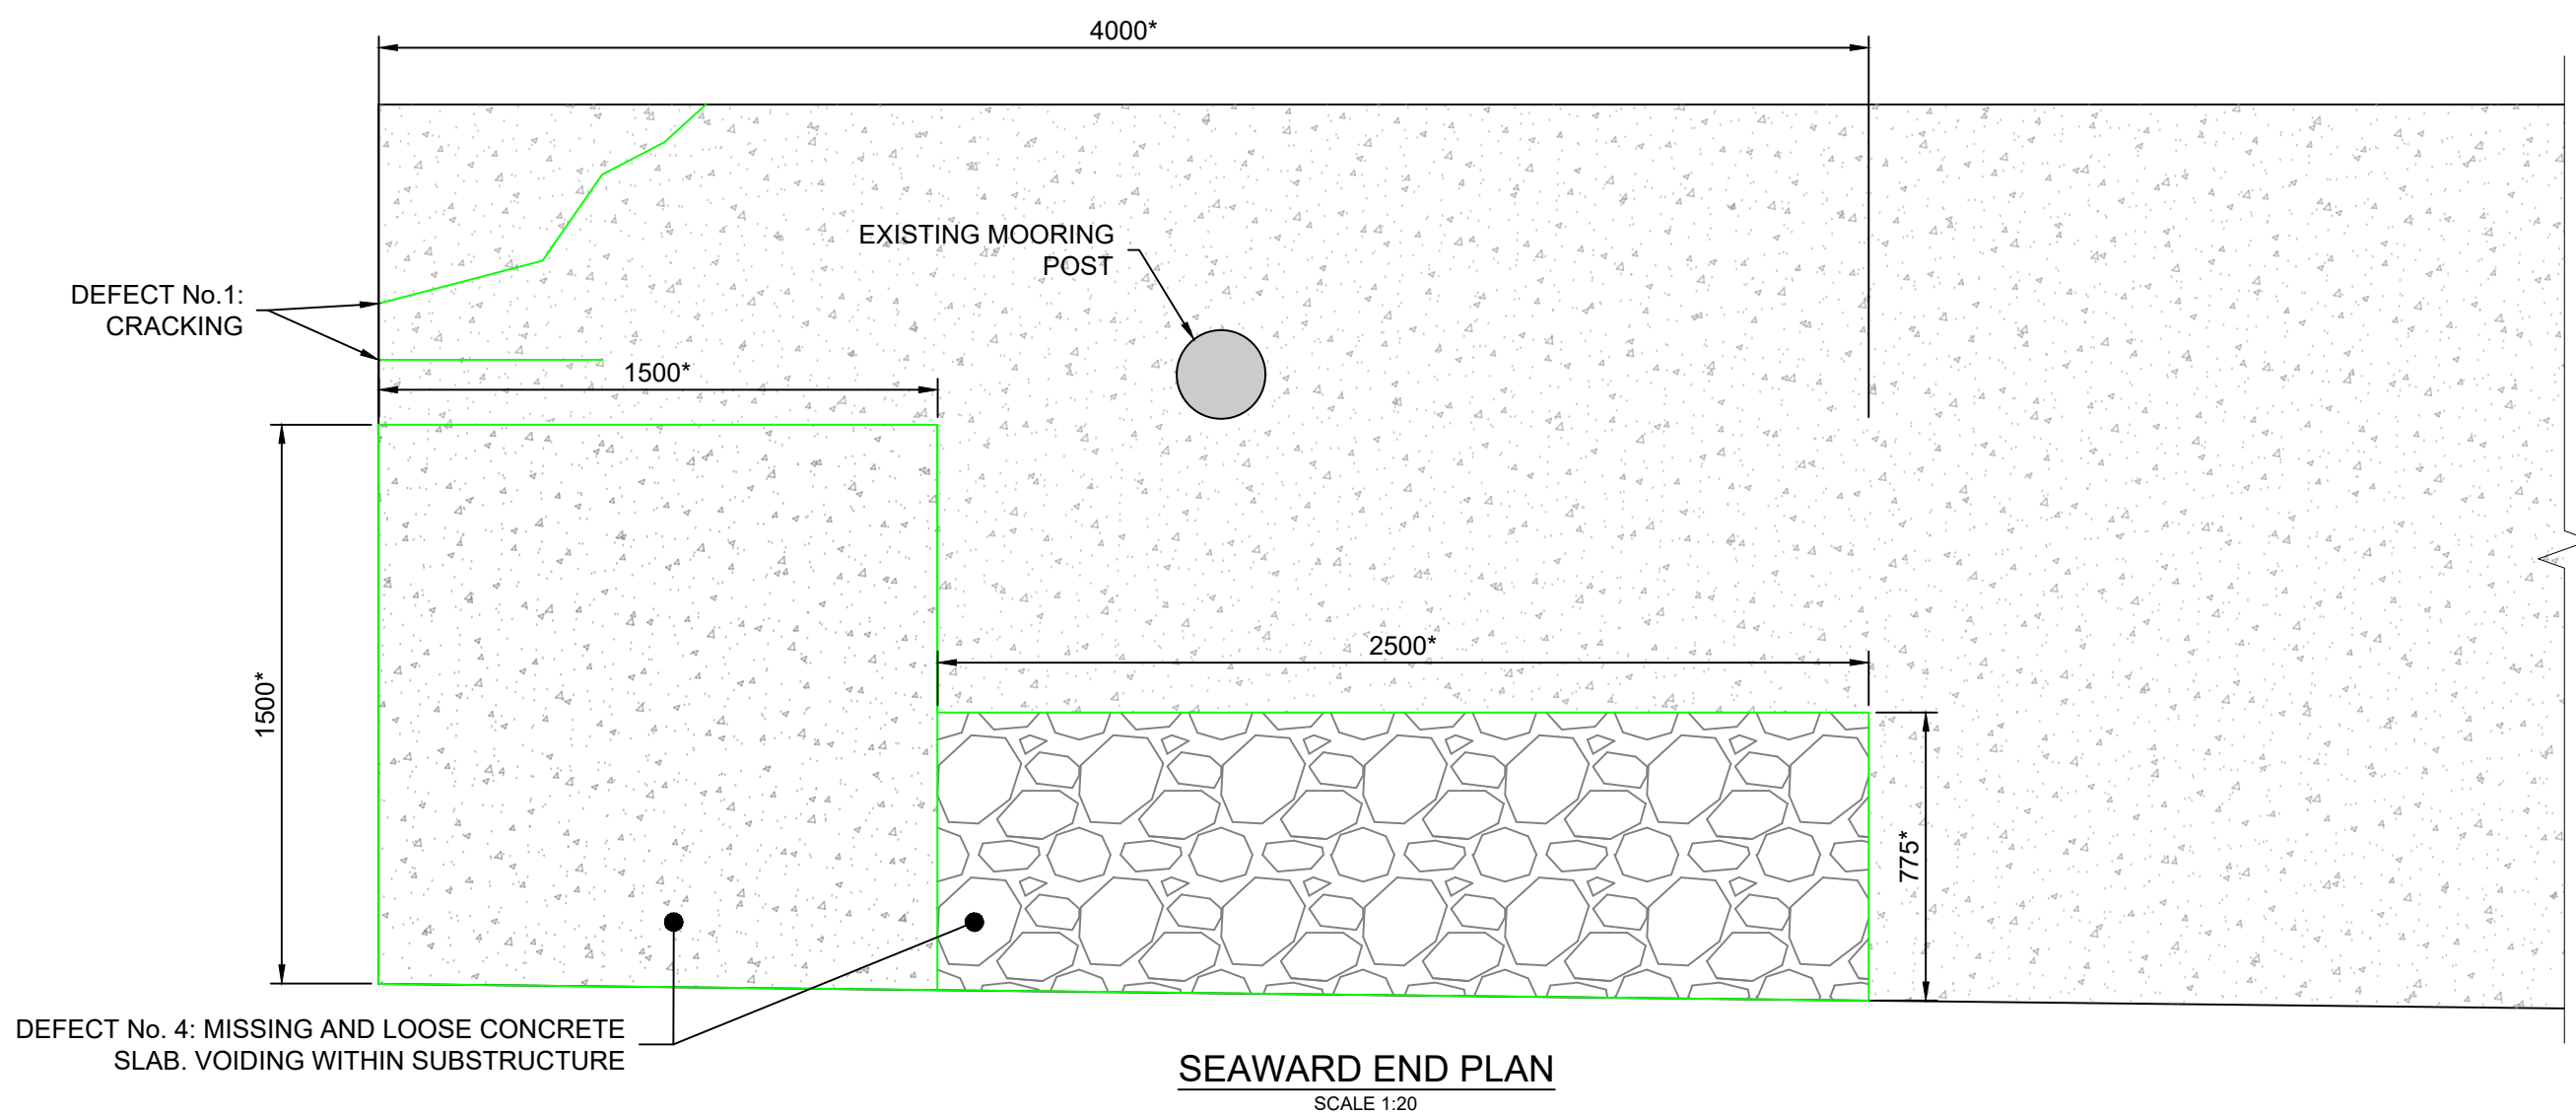 4000*
EXISTING MOORING
POST
DEFECT No.1:
CRACKING
1500*
1500*
2500*
775*
DEFECT No. 4: MISSING AND LOOSE CONCRETE
SLAB. VOIDING WITHIN SUBSTRUCTURE
SEAWARD END PLAN
SCALE 1:20